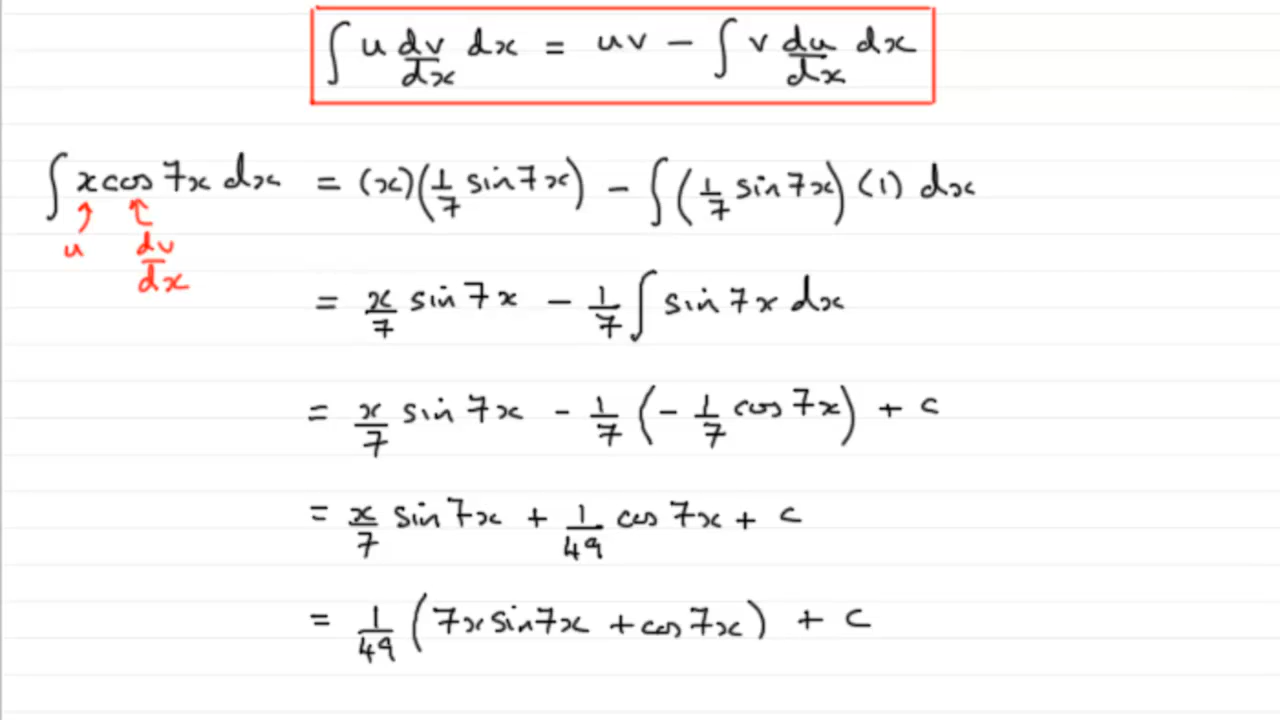 ∫ u dv/dx dx = uv − ∫ v du/dx dx
∫ x cos 7x dx = (x)(1/7 sin 7x) − ∫ (1/7 sin 7x) (1) dx
u dv/dx
= x/7 sin 7x − 1/7 ∫ sin 7x dx
= x/7 sin 7x − 1/7 (− 1/7 cos 7x) + c
= x/7 sin 7x + 1/49 cos 7x + c
= 1/49 (7x sin 7x + cos 7x) + c